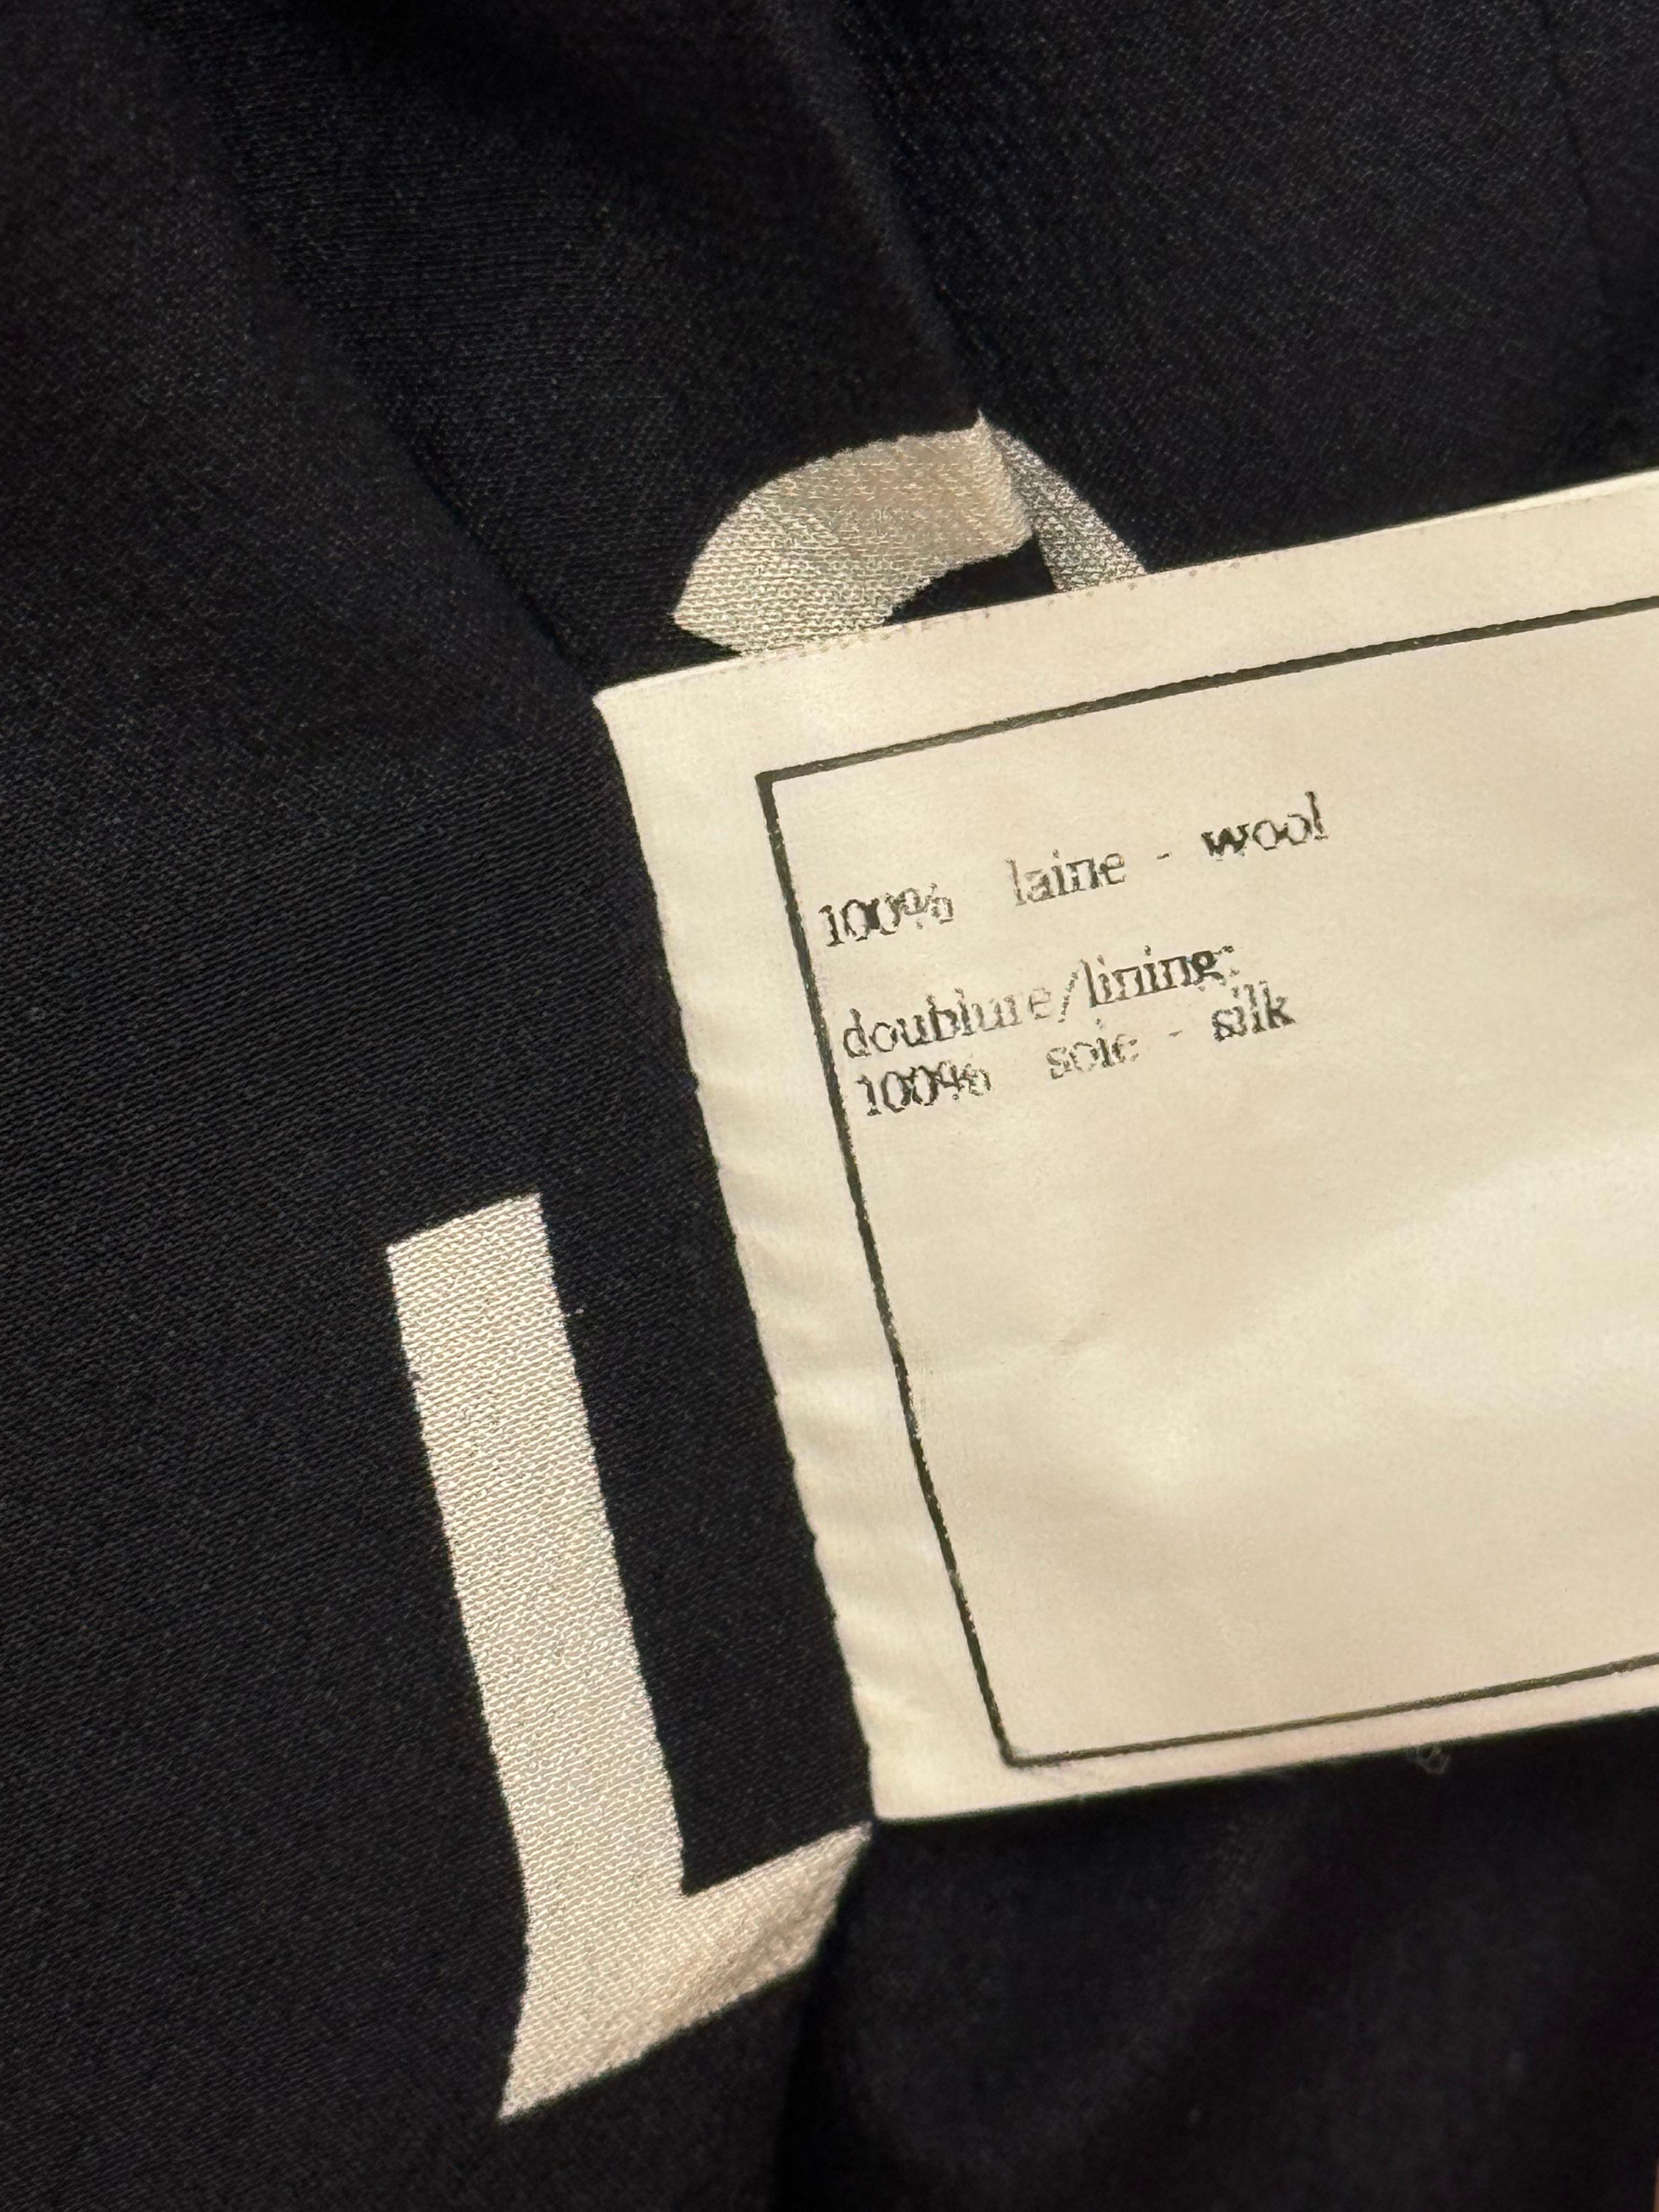 100% laine - wool
doublure/lining:
100% soie - silk
L